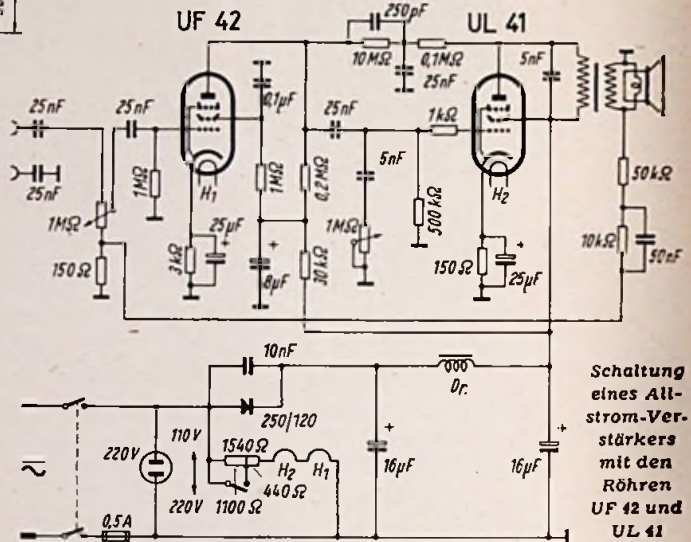 UF 42
UL 41
250 pF
10MΩ
0,1MΩ
25nF
5nF
25nF
25nF
0,1µF
25nF
1kΩ
25nF
1MΩ
H₁
1MΩ
0,2MΩ
5nF
H₂
50kΩ
1MΩ
25µF
+
1MΩ
500kΩ
+
10kΩ
50nF
150Ω
3kΩ
+
8µF
30kΩ
150Ω
25µF
10nF
Dr.
250/120
220V
110V
1540Ω
H₂
H₁
440Ω
220V
1100Ω
+
16µF
+
16µF
0,5A
Schaltung
eines All-
strom-Ver-
stärkers
mit den
Röhren
UF 42 und
UL 41